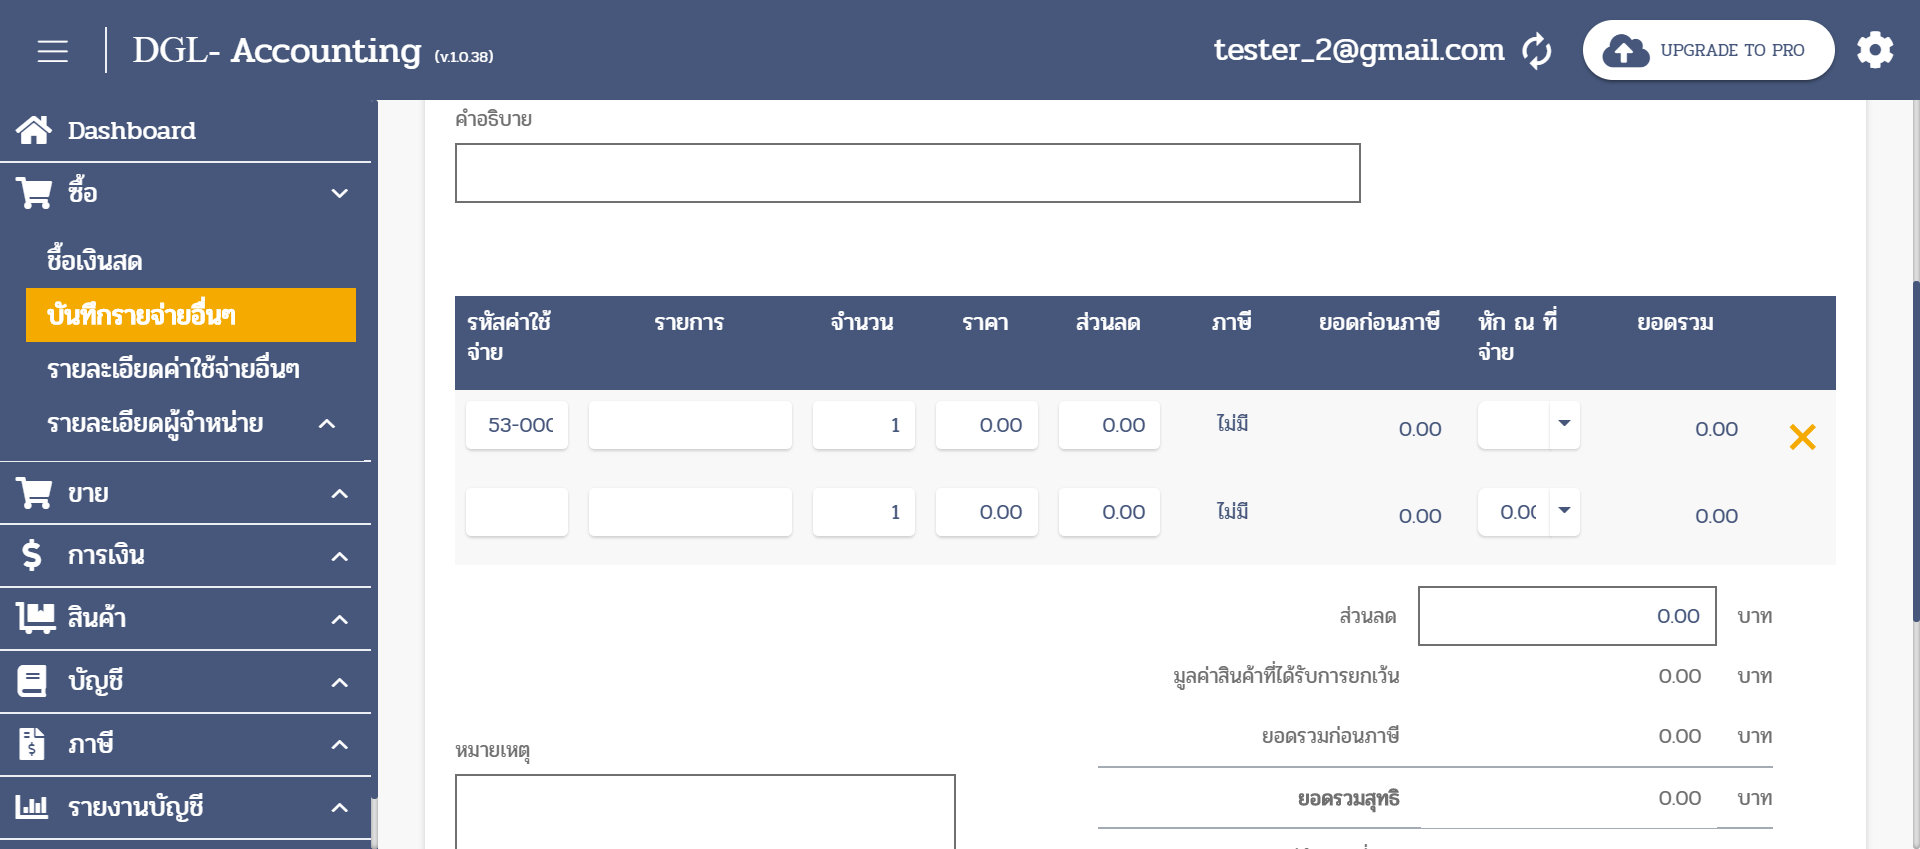 DGL- Accounting (v.1.0.38)
tester_2@gmail.com
UPGRADE TO PRO
Dashboard
ซื้อ
ซื้อเงินสด
บันทึกรายจ่ายอื่นๆ
รายละเอียดค่าใช้จ่ายอื่นๆ
รายละเอียดผู้จำหน่าย
ขาย
การเงิน
สินค้า
บัญชี
ภาษี
รายงานบัญชี
คำอธิบาย
รหัสค่าใช้จ่าย รายการ จำนวน ราคา ส่วนลด ภาษี ยอดก่อนภาษี หัก ณ ที่จ่าย ยอดรวม
53-000 1 0.00 0.00 ไม่มี 0.00 0.00
1 0.00 0.00 ไม่มี 0.00 0.00 0.00
ส่วนลด 0.00 บาท
มูลค่าสินค้าที่ได้รับการยกเว้น 0.00 บาท
ยอดรวมก่อนภาษี 0.00 บาท
หมายเหตุ
ยอดรวมสุทธิ 0.00 บาท